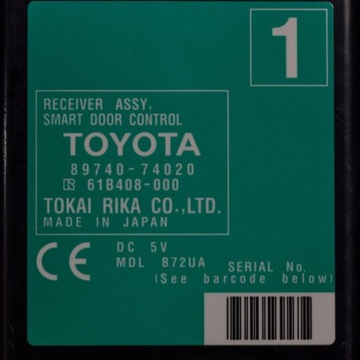 1
RECEIVER ASSY,
SMART DOOR CONTROL
TOYOTA
89740-74020
61B408-000
TOKAI RIKA CO.,LTD.
MADE IN JAPAN
CE
DC 5V
MDL B72UA SERIAL No.
(See barcode below)